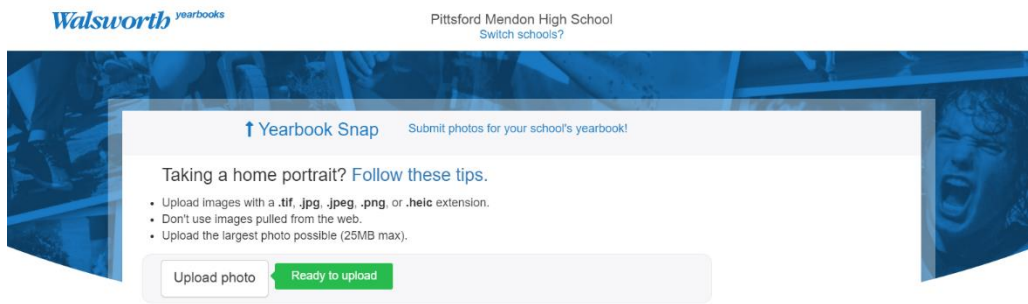 Walsworth yearbooks
Pittsford Mendon High School
Switch schools?
Yearbook Snap
Submit photos for your school's yearbook!
Taking a home portrait? Follow these tips.
• Upload images with a .tif, .jpg, .jpeg, .png, or .heic extension.
• Don't use images pulled from the web.
• Upload the largest photo possible (25MB max).
Upload photo
Ready to upload